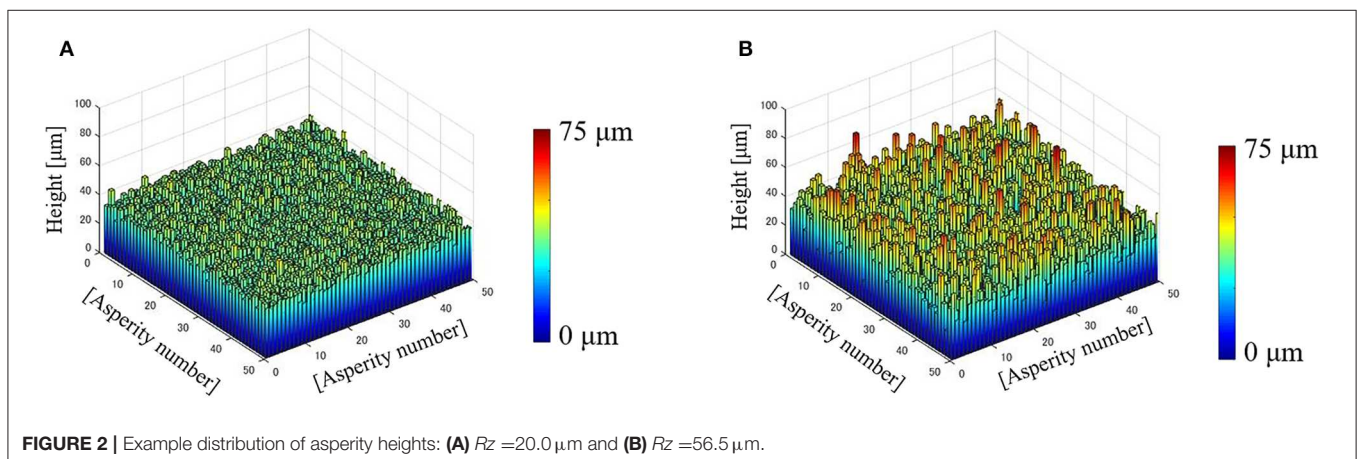 A
Height [µm]
100
80
60
40
20
0
0
10
20
30
40
50
[Asperity number]
0
10
20
30
40
50
[Asperity number]
75 µm
0 µm
B
Height [µm]
100
80
60
40
20
0
0
10
20
30
40
50
[Asperity number]
0
10
20
30
40
50
[Asperity number]
75 µm
0 µm
FIGURE 2 | Example distribution of asperity heights: (A) Rz =20.0 µm and (B) Rz =56.5 µm.